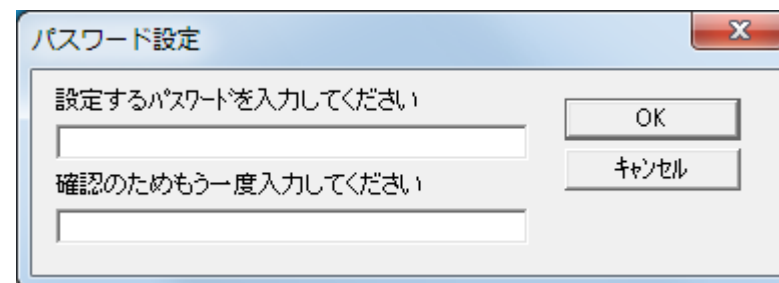 パスワード設定
設定するﾊﾟｽﾜｰﾄﾞを入力してください
OK
確認のためもう一度入力してください
ｷｬﾝｾﾙ